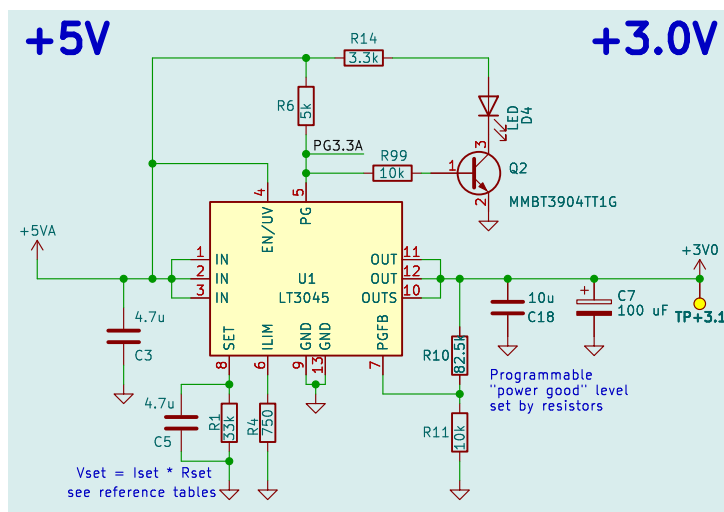 +5V
+3.0V
R14
3.3k
R6
5k
LED
D4
PG3.3A
R99
10k
1
3
2
Q2
MMBT3904TT1G
4
5
EN/UV
PG
+5VA
1
IN
2
IN
3
IN
U1
LT3045
OUT
11
OUT
12
OUTS
10
+3V0
SET
ILIM
GND
GND
PGFB
8
6
9
13
7
4.7u
C3
10u
C18
+
C7
100 uF
TP+3.1
R10
82.5k
4.7u
C5
R1
33k
R4
750
R11
10k
Programmable
"power good" level
set by resistors
Vset = Iset * Rset
see reference tables